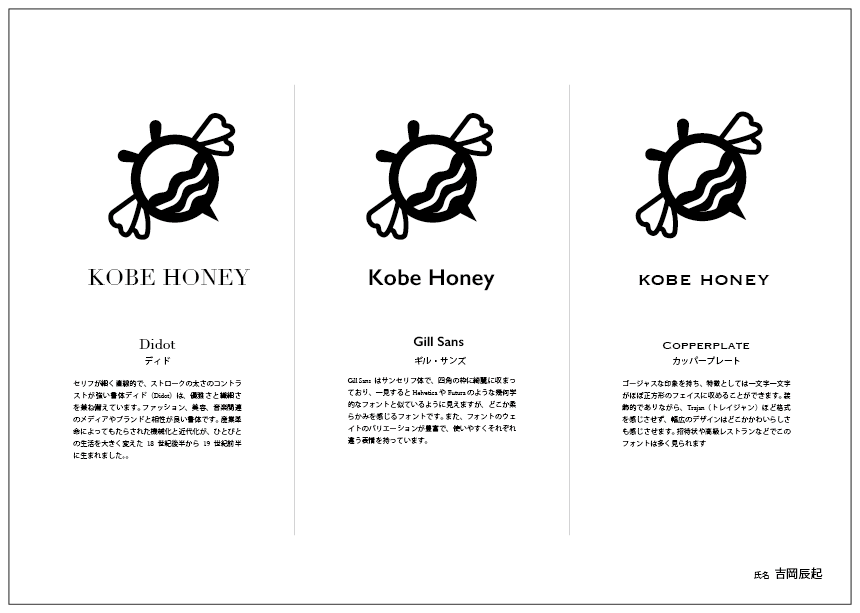 KOBE HONEY
Didot
ディド
セリフが細く直線的で、ストロークの太さのコントラ
ストが強い書体ディド（Didot）は、優雅さと繊細さ
を兼ね備えています。ファッション、美容、音楽関連
のメディアやブランドと相性が良い書体です。産業革
命によってもたらされた機械化と近代化が、ひとびと
の生活を大きく変えた 18 世紀後半から 19 世紀前半
に生まれました。。
Kobe Honey
Gill Sans
ギル・サンズ
Gill Sans はサンセリフ体で、四角の枠に綺麗に収まっ
ており、一見すると Helvetica や Futura のような幾何学
的なフォントと似ているように見えますが、どこか柔
らかみを感じるフォントです。また、フォントのウェ
イトのバリエーションが豊富で、使いやすくそれぞれ
違う表情を持っています。
KOBE HONEY
COPPERPLATE
カッパープレート
ゴージャスな印象を持ち、特徴としては一文字一文字
がほぼ正方形のフェイスに収めることができます。装
飾的でありながら、Trajan（トレイジャン）ほど格式
を感じさせず、幅広のデザインはどこかかわいらしさ
も感じさせます。招待状や高級レストランなどでこの
フォントは多く見られます
氏名 吉岡辰起